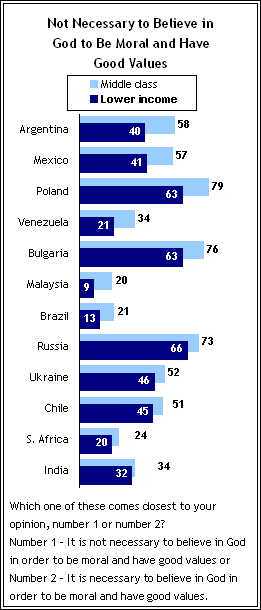 Not Necessary to Believe in
God to Be Moral and Have
Good Values
Middle class
Lower income
Argentina 40 58
Mexico 41 57
Poland 63 79
Venezuela 21 34
Bulgaria 63 76
Malaysia 9 20
Brazil 13 21
Russia 66 73
Ukraine 46 52
Chile 45 51
S. Africa 20 24
India 32 34
Which one of these comes closest to your
opinion, number 1 or number 2?
Number 1 - It is not necessary to believe in God
in order to be moral and have good values or
Number 2 - It is necessary to believe in God in
order to be moral and have good values.